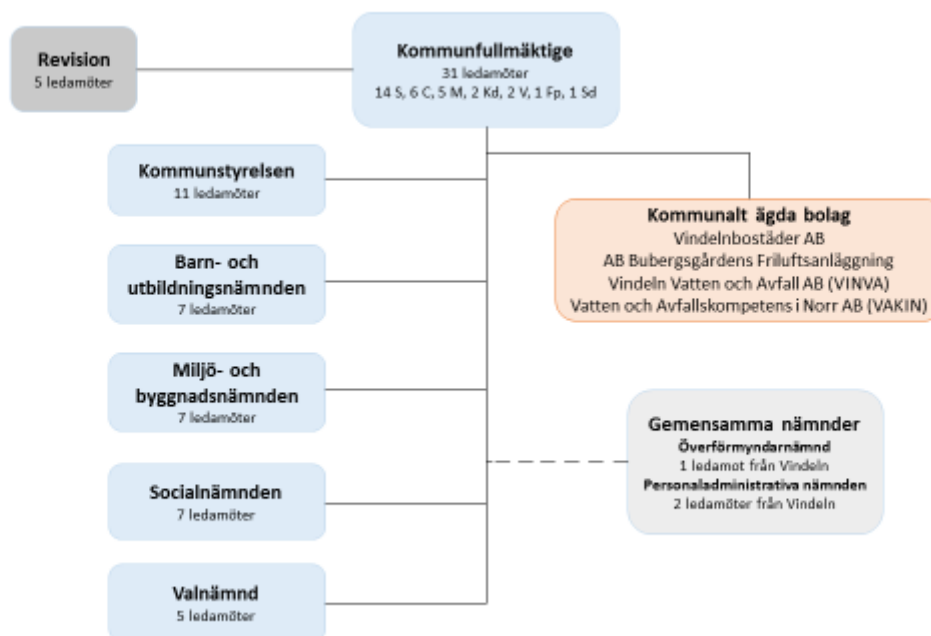 Revision
5 ledamöter
Kommunfullmäktige
31 ledamöter
14 S, 6 C, 5 M, 2 Kd, 2 V, 1 Fp, 1 Sd
Kommunstyrelsen
11 ledamöter
Kommunalt ägda bolag
Vindelnbostäder AB
AB Bubergsgårdens Friluftsanläggning
Vindeln Vatten och Avfall AB (VINVA)
Vatten och Avfallskompetens i Norr AB (VAKIN)
Barn- och
utbildningsnämnden
7 ledamöter
Miljö- och
byggnadsnämnden
7 ledamöter
Gemensamma nämnder
Överförmyndarnämnd
1 ledamot från Vindeln
Personaladministrativa nämnden
2 ledamöter från Vindeln
Socialnämnden
7 ledamöter
Valnämnd
5 ledamöter